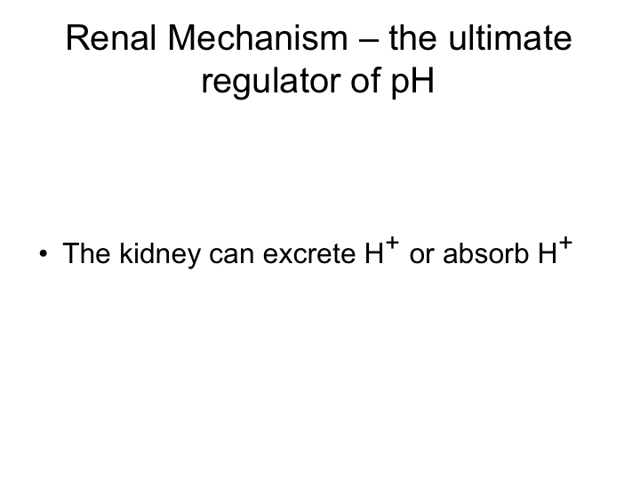 Renal Mechanism – the ultimate
regulator of pH
• The kidney can excrete H⁺ or absorb H⁺